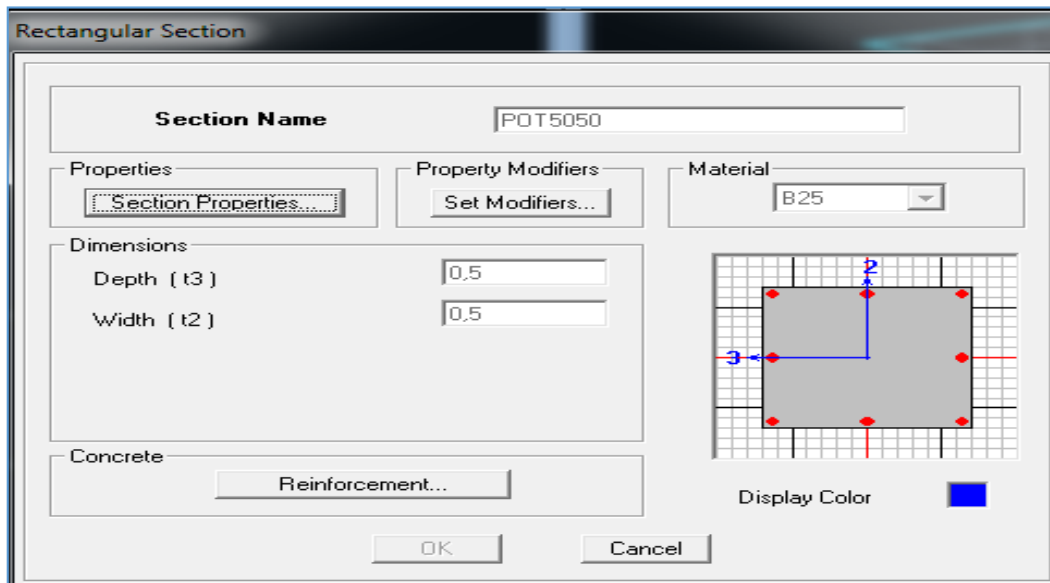 Rectangular Section
Section Name POT5050
Properties
Section Properties...
Property Modifiers
Set Modifiers...
Material
B25
Dimensions
Depth ( t3 ) 0,5
Width ( t2 ) 0,5
2
3
Concrete
Reinforcement...
Display Color
OK Cancel